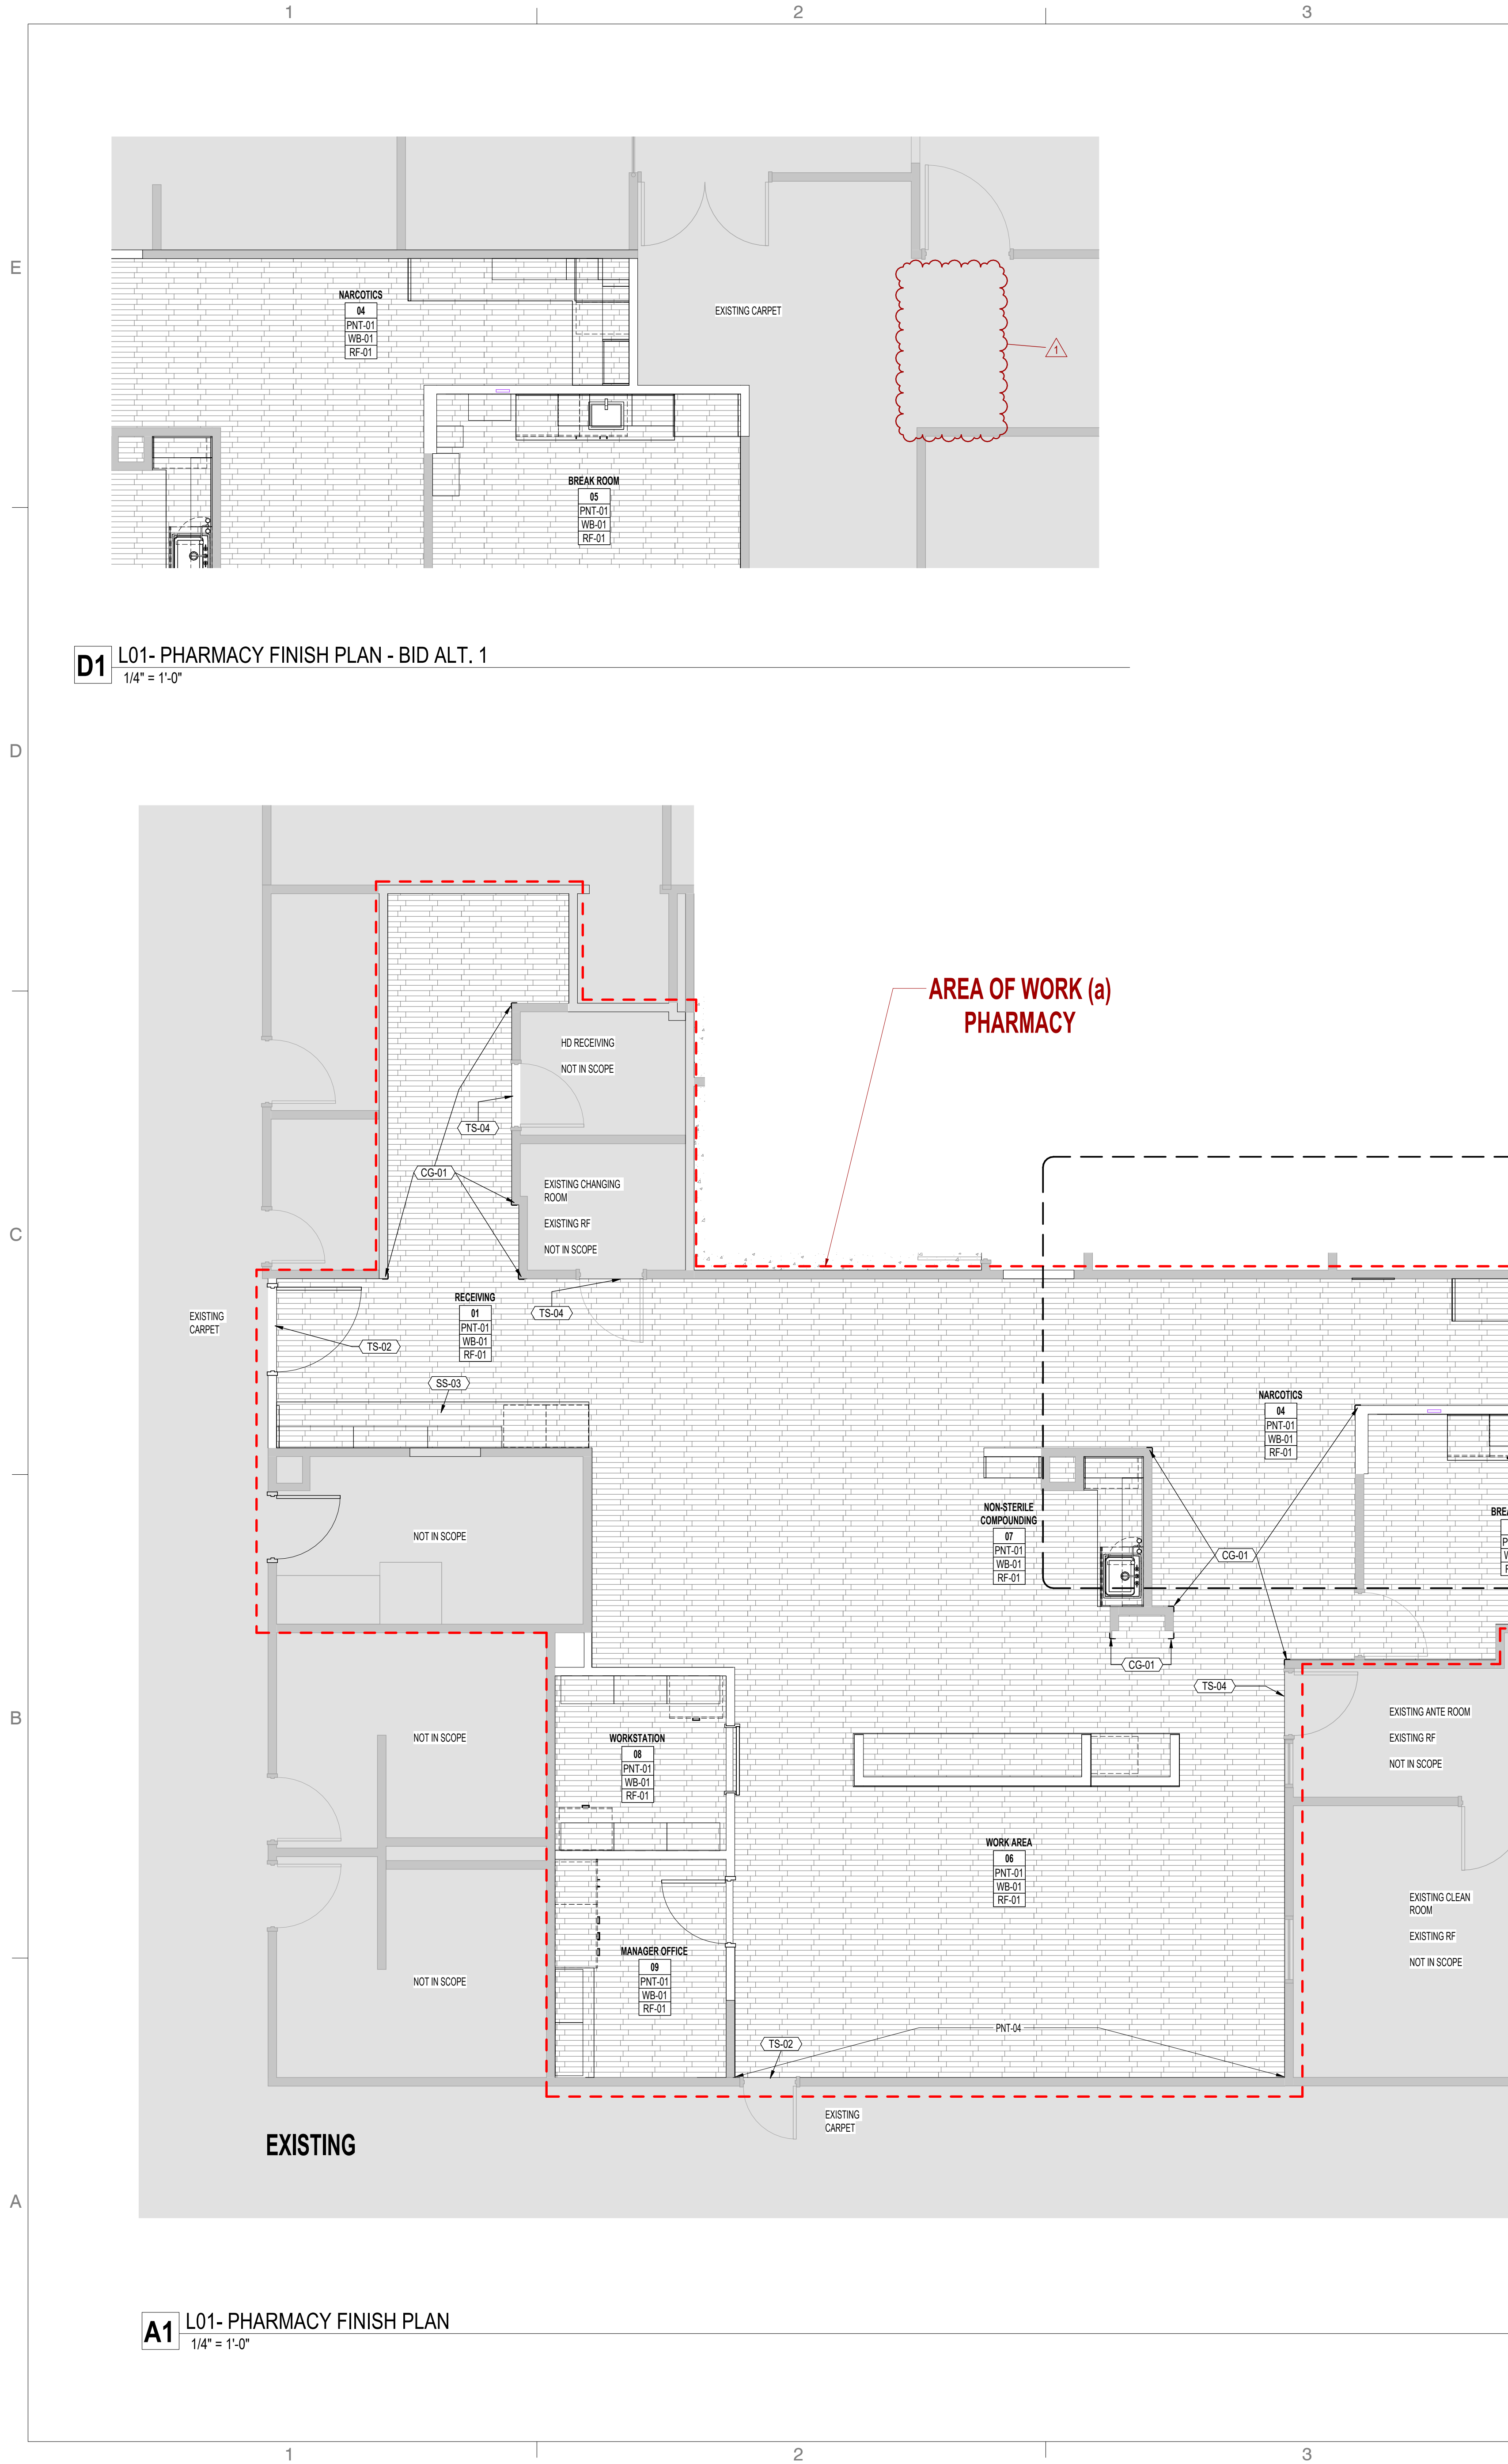 1
2
3
E
NARCOTICS
04
PNT-01
WB-01
RF-01
EXISTING CARPET
1
BREAK ROOM
05
PNT-01
WB-01
RF-01
D1
L01- PHARMACY FINISH PLAN - BID ALT. 1
1/4" = 1'-0"
D
AREA OF WORK (a)
PHARMACY
HD RECEIVING
NOT IN SCOPE
TS-04
CG-01
EXISTING CHANGING
ROOM
EXISTING RF
NOT IN SCOPE
C
RECEIVING
01
PNT-01
WB-01
RF-01
TS-04
EXISTING
CARPET
TS-02
SS-03
NARCOTICS
04
PNT-01
WB-01
RF-01
NON-STERILE
COMPOUNDING
07
PNT-01
WB-01
RF-01
NOT IN SCOPE
CG-01
CG-01
TS-04
B
NOT IN SCOPE
WORKSTATION
08
PNT-01
WB-01
RF-01
EXISTING ANTE ROOM
EXISTING RF
NOT IN SCOPE
WORK AREA
06
PNT-01
WB-01
RF-01
EXISTING CLEAN
ROOM
EXISTING RF
NOT IN SCOPE
NOT IN SCOPE
MANAGER OFFICE
09
PNT-01
WB-01
RF-01
PNT-04
TS-02
EXISTING
CARPET
EXISTING
A
A1
L01- PHARMACY FINISH PLAN
1/4" = 1'-0"
1
2
3